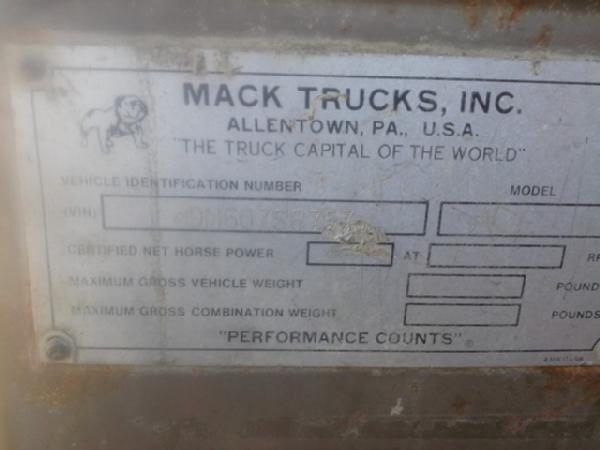 MACK TRUCKS, INC.
ALLENTOWN, PA., U.S.A.
"THE TRUCK CAPITAL OF THE WORLD"
VEHICLE IDENTIFICATION NUMBER MODEL
(VIN)
CERTIFIED NET HORSE POWER AT
MAXIMUM GROSS VEHICLE WEIGHT POUND
MAXIMUM GROSS COMBINATION WEIGHT POUNDS
"PERFORMANCE COUNTS"®